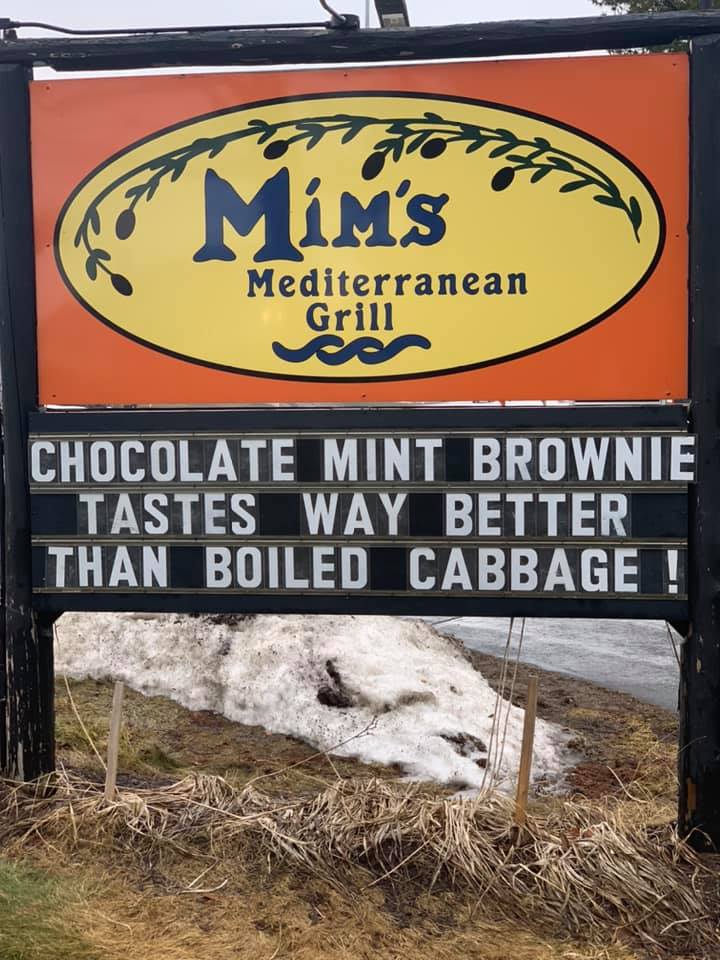 Mim's
Mediterranean
Grill
CHOCOLATE MINT BROWNIE
TASTES WAY BETTER
THAN BOILED CABBAGE !